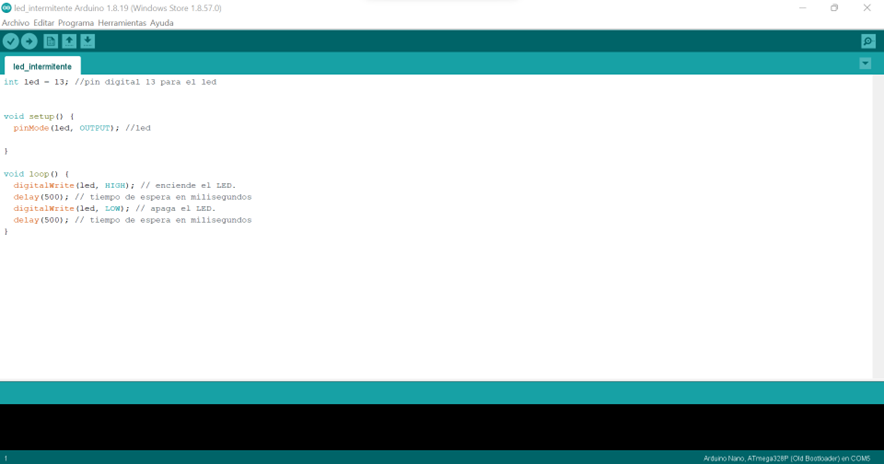 led_intermitente Arduino 1.8.19 (Windows Store 1.8.57.0)
Archivo Editar Programa Herramientas Ayuda
led_intermitente
int led = 13; //pin digital 13 para el led
void setup() {
pinMode(led, OUTPUT); //led
}
void loop() {
digitalWrite(led, HIGH); // enciende el LED.
delay(500); // tiempo de espera en milisegundos
digitalWrite(led, LOW); // apaga el LED.
delay(500); // tiempo de espera en milisegundos
}
1
Arduino Nano, ATmega328P (Old Bootloader) en COM5